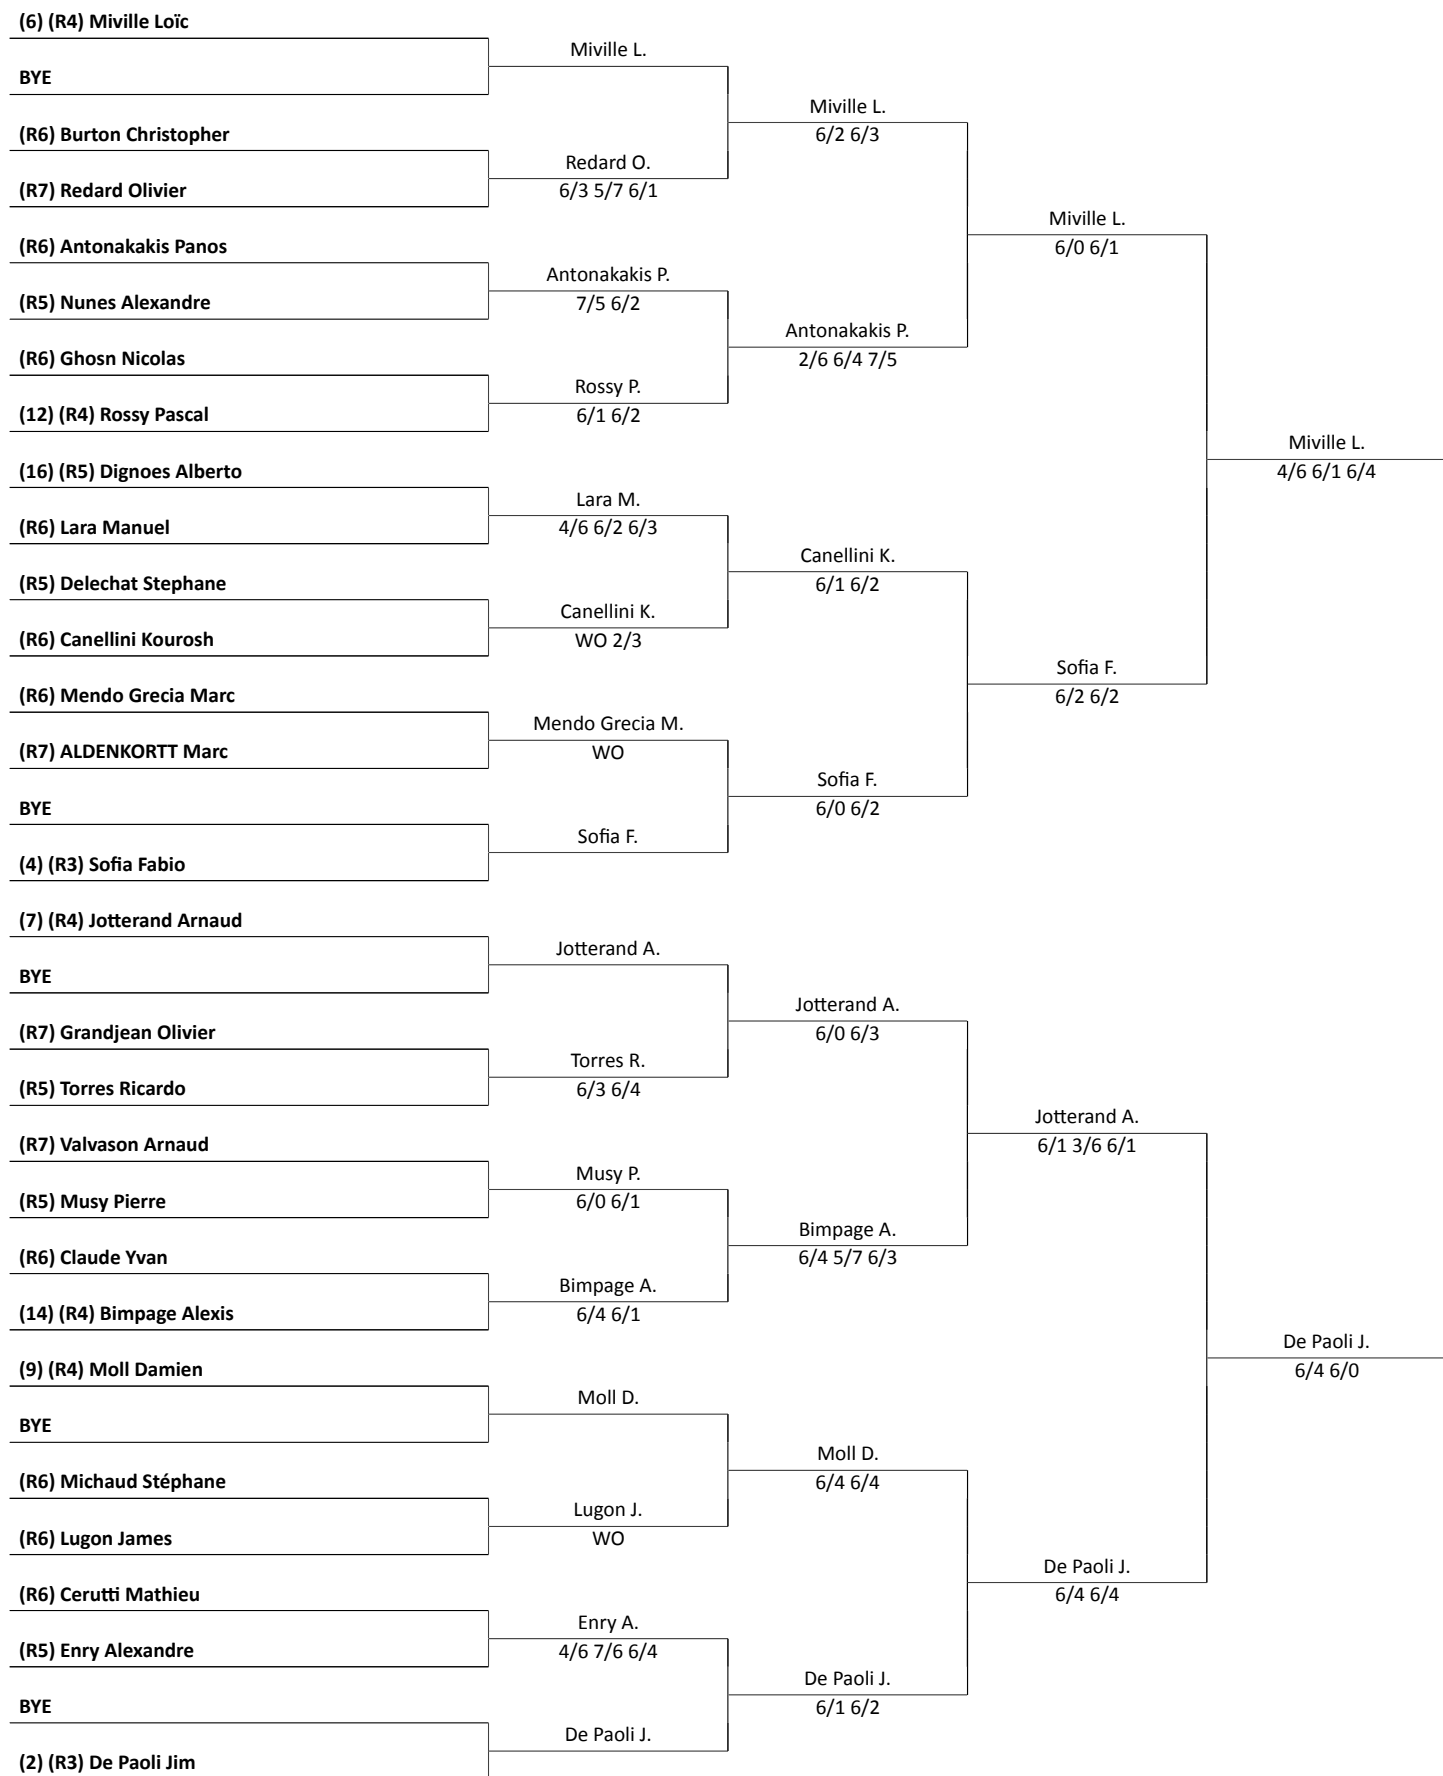 (6) (R4) Miville Loïc
Miville L.
BYE
Miville L.
6/2 6/3
(R6) Burton Christopher
Redard O.
6/3 5/7 6/1
(R7) Redard Olivier
Miville L.
6/0 6/1
(R6) Antonakakis Panos
Antonakakis P.
7/5 6/2
(R5) Nunes Alexandre
Antonakakis P.
2/6 6/4 7/5
(R6) Ghosn Nicolas
Rossy P.
6/1 6/2
(12) (R4) Rossy Pascal
Miville L.
4/6 6/1 6/4
(16) (R5) Dignoes Alberto
Lara M.
4/6 6/2 6/3
(R6) Lara Manuel
Canellini K.
6/1 6/2
(R5) Delechat Stephane
Canellini K.
WO 2/3
(R6) Canellini Kourosh
Sofia F.
6/2 6/2
(R6) Mendo Grecia Marc
Mendo Grecia M.
WO
(R7) ALDENKORTT Marc
Sofia F.
6/0 6/2
BYE
Sofia F.
(4) (R3) Sofia Fabio
(7) (R4) Jotterand Arnaud
Jotterand A.
BYE
Jotterand A.
6/0 6/3
(R7) Grandjean Olivier
Torres R.
6/3 6/4
(R5) Torres Ricardo
Jotterand A.
6/1 3/6 6/1
(R7) Valvason Arnaud
Musy P.
6/0 6/1
(R5) Musy Pierre
Bimpage A.
6/4 5/7 6/3
(R6) Claude Yvan
Bimpage A.
6/4 6/1
(14) (R4) Bimpage Alexis
De Paoli J.
6/4 6/0
(9) (R4) Moll Damien
Moll D.
BYE
Moll D.
6/4 6/4
(R6) Michaud Stéphane
Lugon J.
WO
(R6) Lugon James
De Paoli J.
6/4 6/4
(R6) Cerutti Mathieu
Enry A.
4/6 7/6 6/4
(R5) Enry Alexandre
De Paoli J.
6/1 6/2
BYE
De Paoli J.
(2) (R3) De Paoli Jim